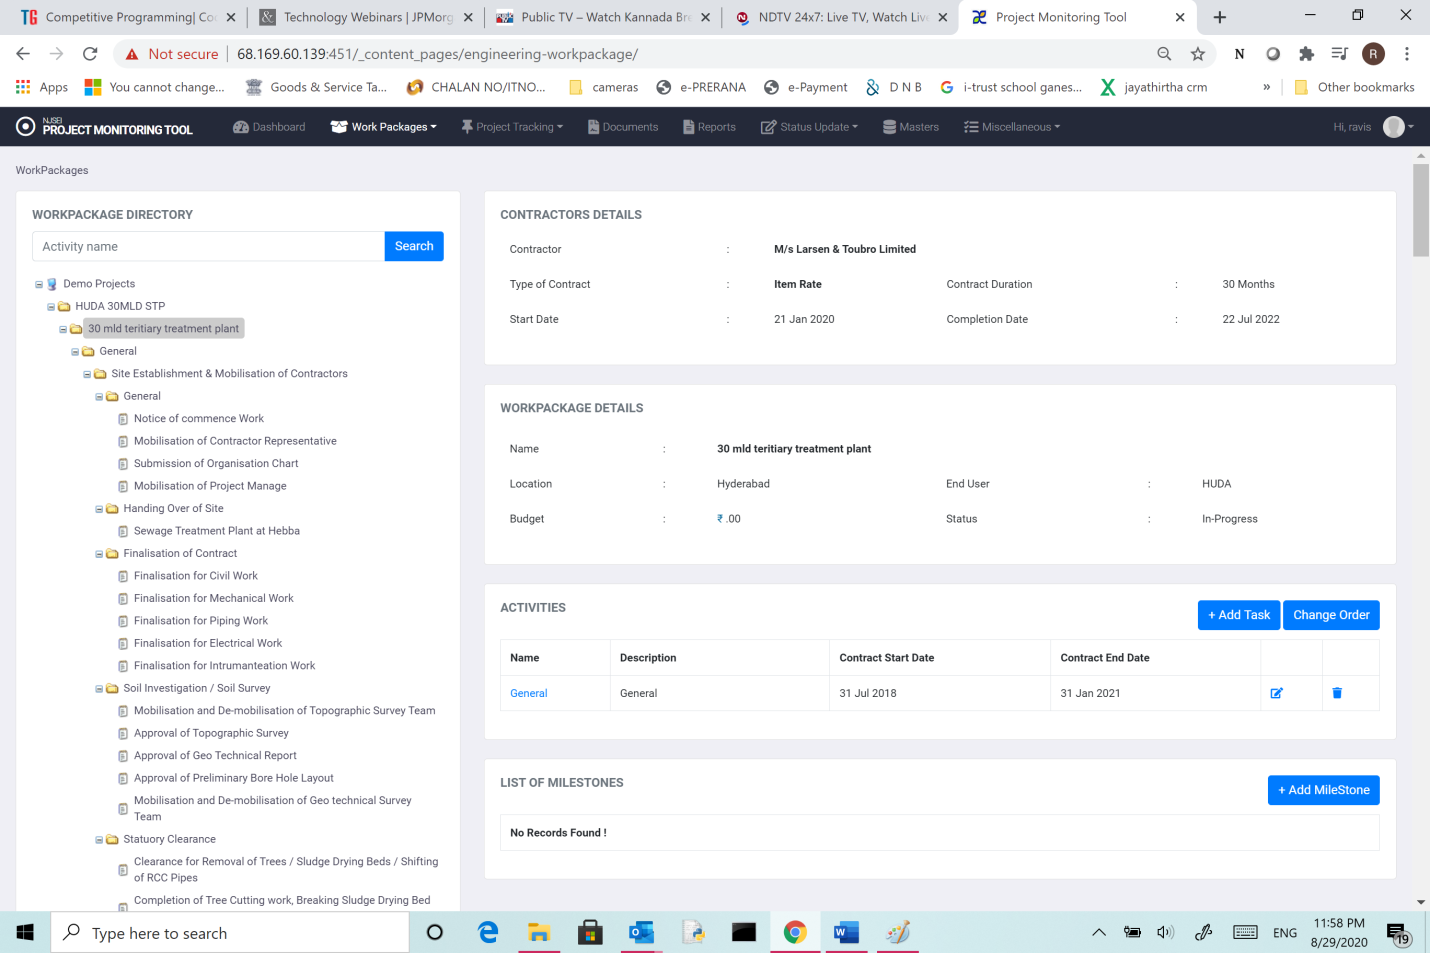 Competitive Programming| Co
Technology Webinars | JPMorg
Public TV – Watch Kannada Bre
NDTV 24x7: Live TV, Watch Live
Project Monitoring Tool
Not secure | 68.169.60.139:451/_content_pages/engineering-workpackage/
N
R
Apps
You cannot change...
Goods & Service Ta...
CHALAN NO/ITNO...
cameras
e-PRERANA
e-Payment
D N B
i-trust school ganes...
jayathirtha crm
»
Other bookmarks
NJSEI
PROJECT MONITORING TOOL
Dashboard
Work Packages
Project Tracking
Documents
Reports
Status Update
Masters
Miscellaneous
Hi, ravis
WorkPackages
WORKPACKAGE DIRECTORY
Activity name
Search
Demo Projects
HUDA 30MLD STP
30 mld teritiary treatment plant
General
Site Establishment & Mobilisation of Contractors
General
Notice of commence Work
Mobilisation of Contractor Representative
Submission of Organisation Chart
Mobilisation of Project Manage
Handing Over of Site
Sewage Treatment Plant at Hebba
Finalisation of Contract
Finalisation for Civil Work
Finalisation for Mechanical Work
Finalisation for Piping Work
Finalisation for Electrical Work
Finalisation for Intrumanteation Work
Soil Investigation / Soil Survey
Mobilisation and De-mobilisation of Topographic Survey Team
Approval of Topographic Survey
Approval of Geo Technical Report
Approval of Preliminary Bore Hole Layout
Mobilisation and De-mobilisation of Geo technical Survey
Team
Statuory Clearance
Clearance for Removal of Trees / Sludge Drying Beds / Shifting
of RCC Pipes
Completion of Tree Cutting work, Breaking Sludge Drying Bed
CONTRACTORS DETAILS
Contractor : M/s Larsen & Toubro Limited
Type of Contract : Item Rate Contract Duration : 30 Months
Start Date : 21 Jan 2020 Completion Date : 22 Jul 2022
WORKPACKAGE DETAILS
Name : 30 mld teritiary treatment plant
Location : Hyderabad End User : HUDA
Budget : ₹ .00 Status : In-Progress
ACTIVITIES
+ Add Task
Change Order
Name Description Contract Start Date Contract End Date
General General 31 Jul 2018 31 Jan 2021
LIST OF MILESTONES
+ Add MileStone
No Records Found !
Type here to search
ENG
11:58 PM
8/29/2020
19